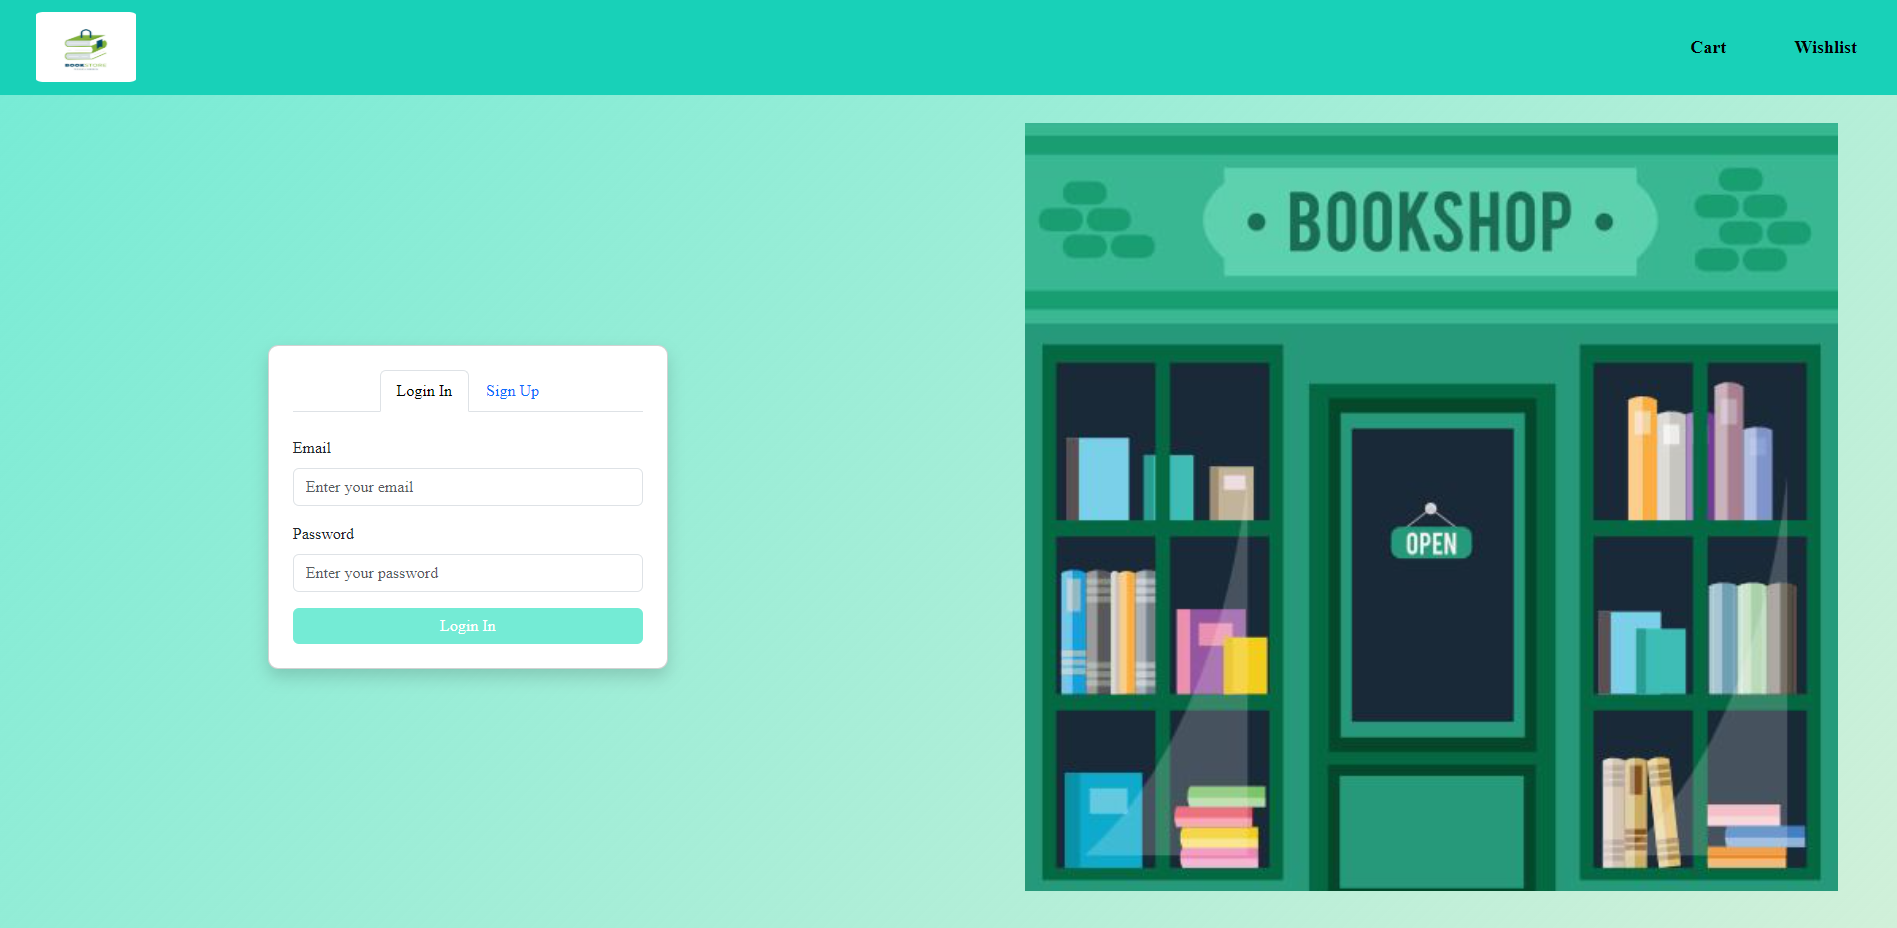 BOOKSTORE
Cart
Wishlist
• BOOKSHOP •
Login In
Sign Up
Email
Enter your email
OPEN
Password
Enter your password
Login In